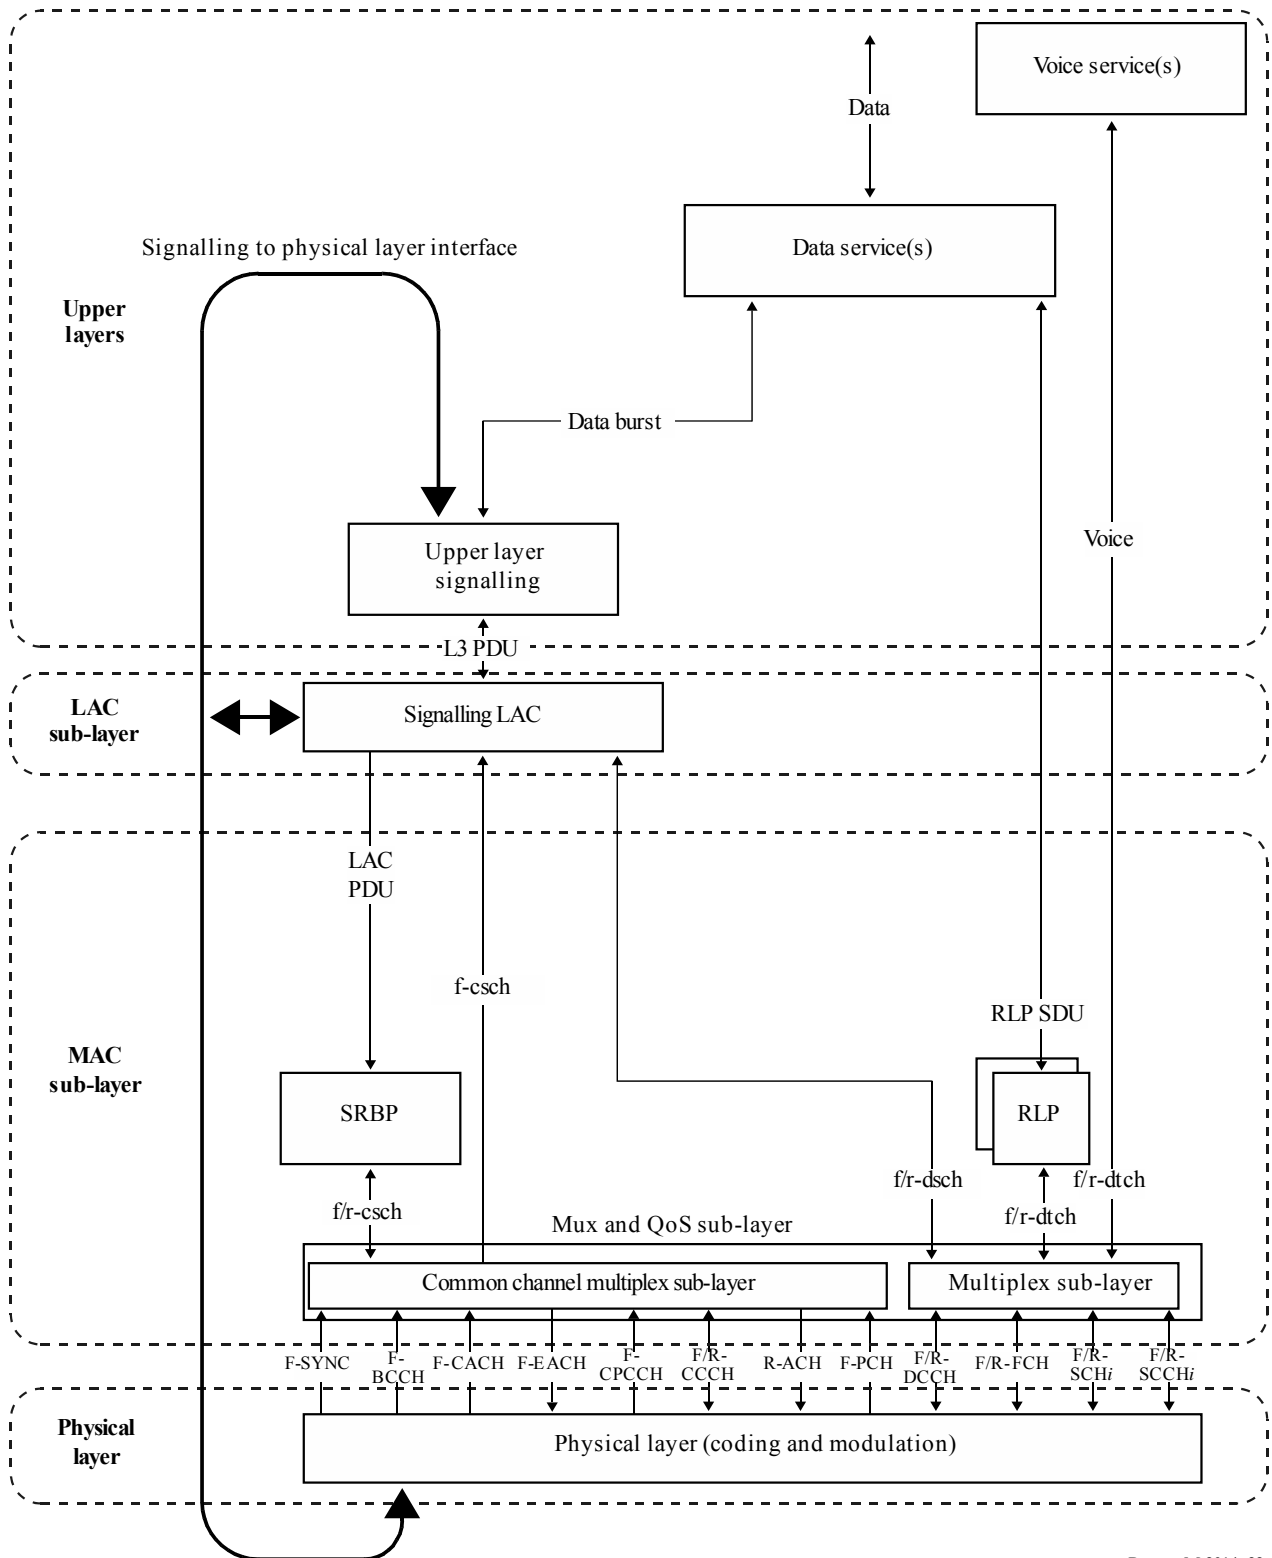 Voice service(s)
Data
Data service(s)
Signalling to physical layer interface
Upper
layers
Data burst
Voice
Upper layer
signalling
L3 PDU
LAC
sub-layer
Signalling LAC
LAC
PDU
f-csch
RLP SDU
MAC
sub-layer
SRBP
RLP
f/r-dsch
f/r-dtch
f/r-csch
f/r-dtch
Mux and QoS sub-layer
Common channel multiplex sub-layer
Multiplex sub-layer
F-SYNC
F-
BCCH
F-CACH
F-EACH
F-
CPCCH
F/R-
CCCH
R-ACH
F-PCH
F/R-
DCCH
F/R-FCH
F/R-
SCHi
F/R-
SCCHi
Physical
layer
Physical layer (coding and modulation)